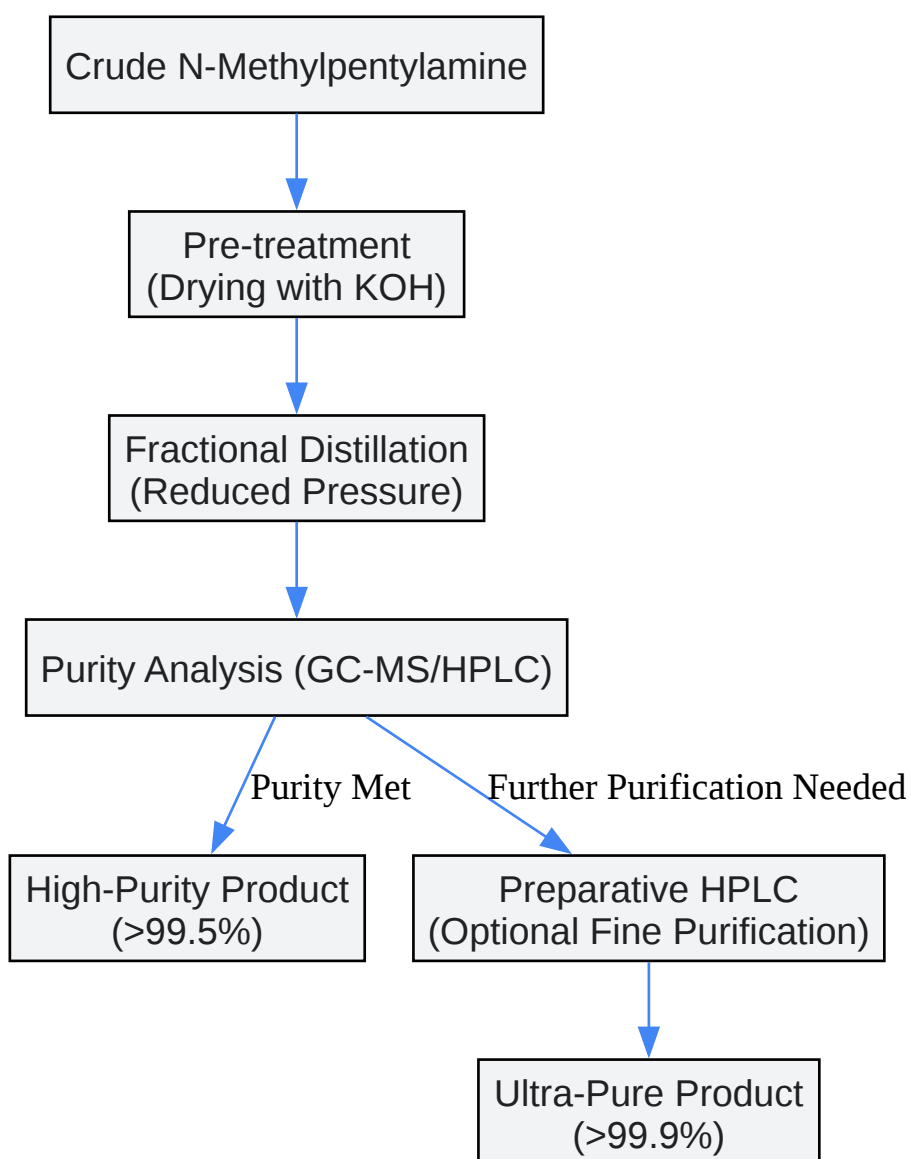 Crude N-Methylpentylamine
Pre-treatment
(Drying with KOH)
Fractional Distillation
(Reduced Pressure)
Purity Analysis (GC-MS/HPLC)
Purity Met
Further Purification Needed
High-Purity Product
(>99.5%)
Preparative HPLC
(Optional Fine Purification)
Ultra-Pure Product
(>99.9%)